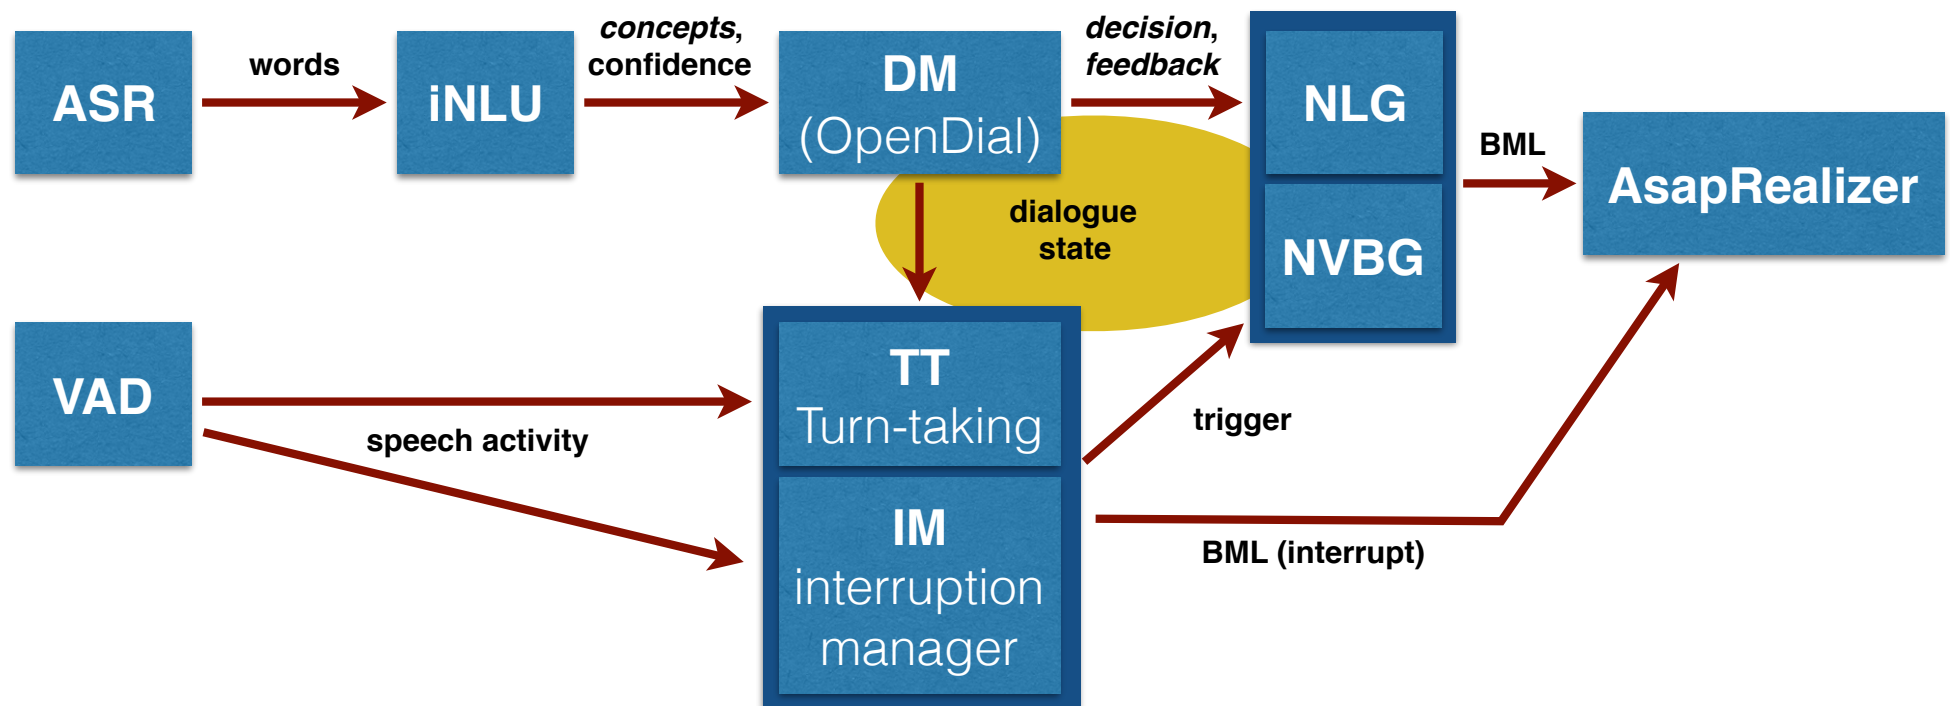 ASR
words
iNLU
concepts,
confidence
DM
(OpenDial)
decision,
feedback
NLG
NVBG
BML
AsapRealizer
dialogue
state
VAD
speech activity
TT
Turn-taking
IM
interruption
manager
trigger
BML (interrupt)